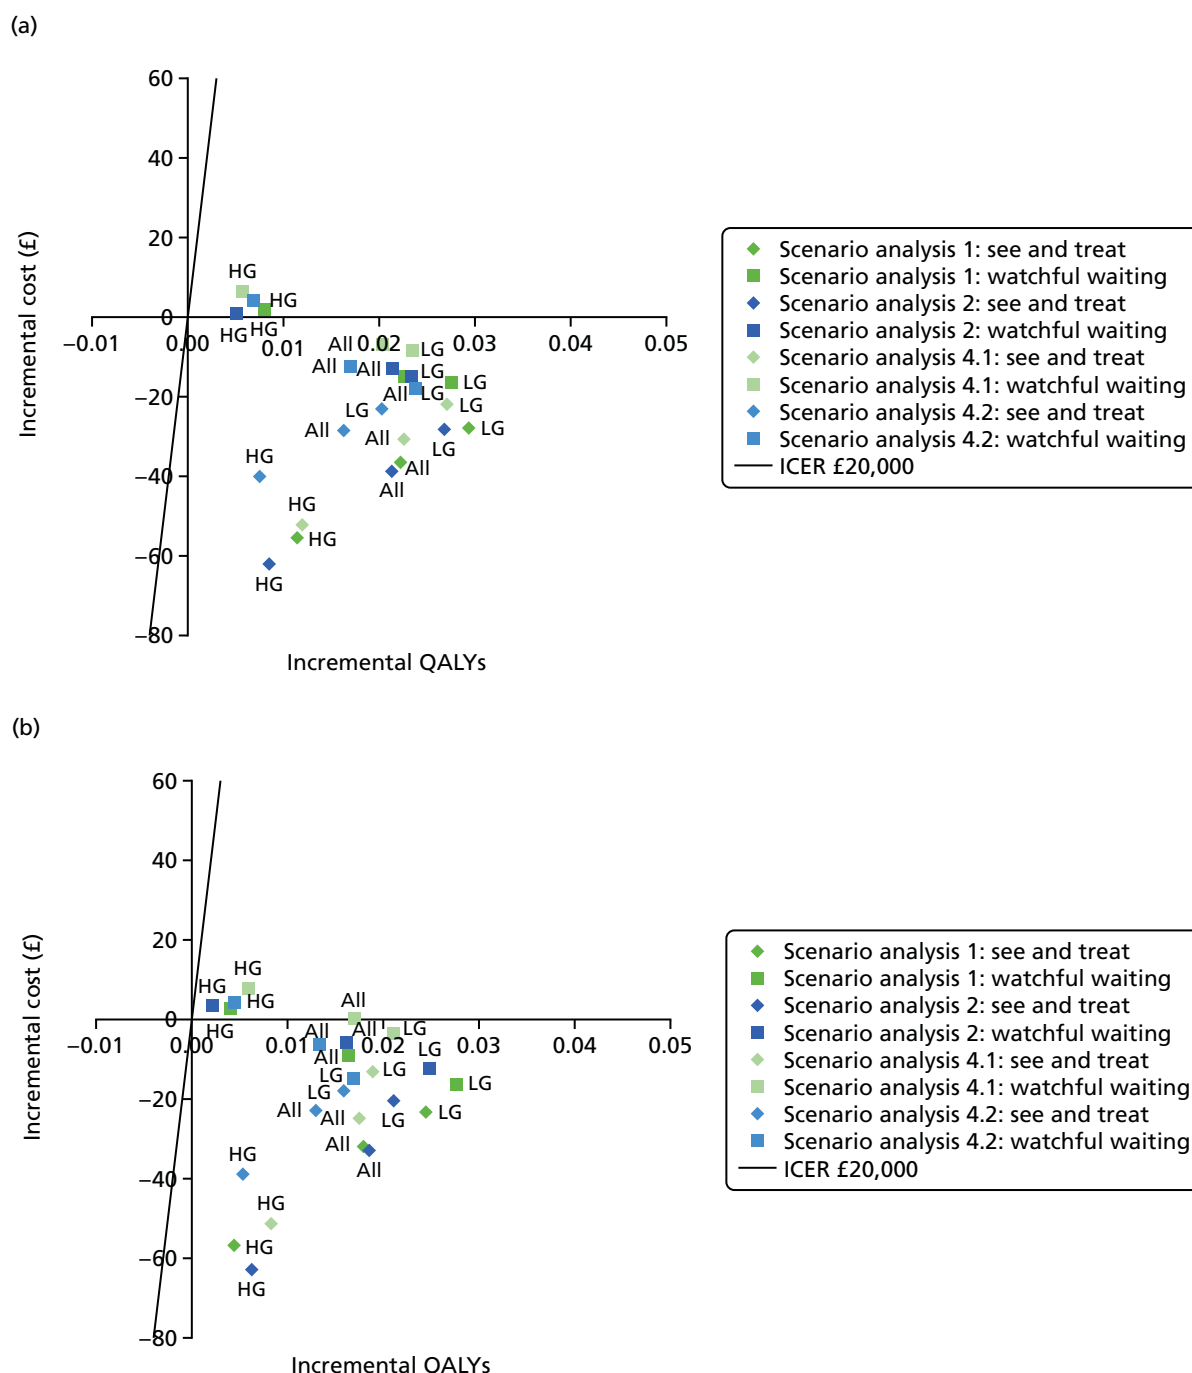 (a)
60
40
20
0
−20
−40
−60
−80
−0.01
0.00
0.01
0.02
0.03
0.04
0.05
Incremental cost (£)
Incremental QALYs
HG
HG
HG
HG
All
LG
All
All
LG
All
LG
LG
LG
LG
All
All
LG
LG
All
All
HG
HG
HG
HG
Scenario analysis 1: see and treat
Scenario analysis 1: watchful waiting
Scenario analysis 2: see and treat
Scenario analysis 2: watchful waiting
Scenario analysis 4.1: see and treat
Scenario analysis 4.1: watchful waiting
Scenario analysis 4.2: see and treat
Scenario analysis 4.2: watchful waiting
ICER £20,000
(b)
60
40
20
0
−20
−40
−60
−80
−0.01
0.00
0.01
0.02
0.03
0.04
0.05
Incremental cost (£)
Incremental QALYs
HG
HG
HG
HG
All
All
All
LG
All
LG
LG
LG
LG
LG
All
All
LG
LG
All
All
HG
HG
HG
HG
Scenario analysis 1: see and treat
Scenario analysis 1: watchful waiting
Scenario analysis 2: see and treat
Scenario analysis 2: watchful waiting
Scenario analysis 4.1: see and treat
Scenario analysis 4.1: watchful waiting
Scenario analysis 4.2: see and treat
Scenario analysis 4.2: watchful waiting
ICER £20,000